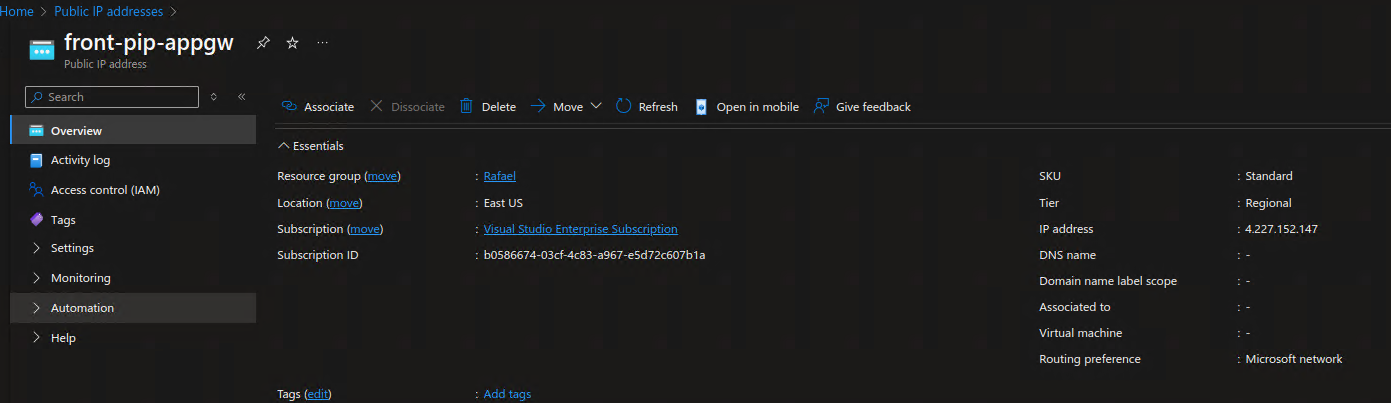 Home > Public IP addresses >
front-pip-appgw
Public IP address
Search
Associate Dissociate Delete Move Refresh Open in mobile Give feedback
Overview
Activity log
Access control (IAM)
Tags
Settings
Monitoring
Automation
Help
Essentials
Resource group (move) : Rafael
Location (move) : East US
Subscription (move) : Visual Studio Enterprise Subscription
Subscription ID : b0586674-03cf-4c83-a967-e5d72c607b1a
SKU : Standard
Tier : Regional
IP address : 4.227.152.147
DNS name : -
Domain name label scope : -
Associated to : -
Virtual machine : -
Routing preference : Microsoft network
Tags (edit) : Add tags